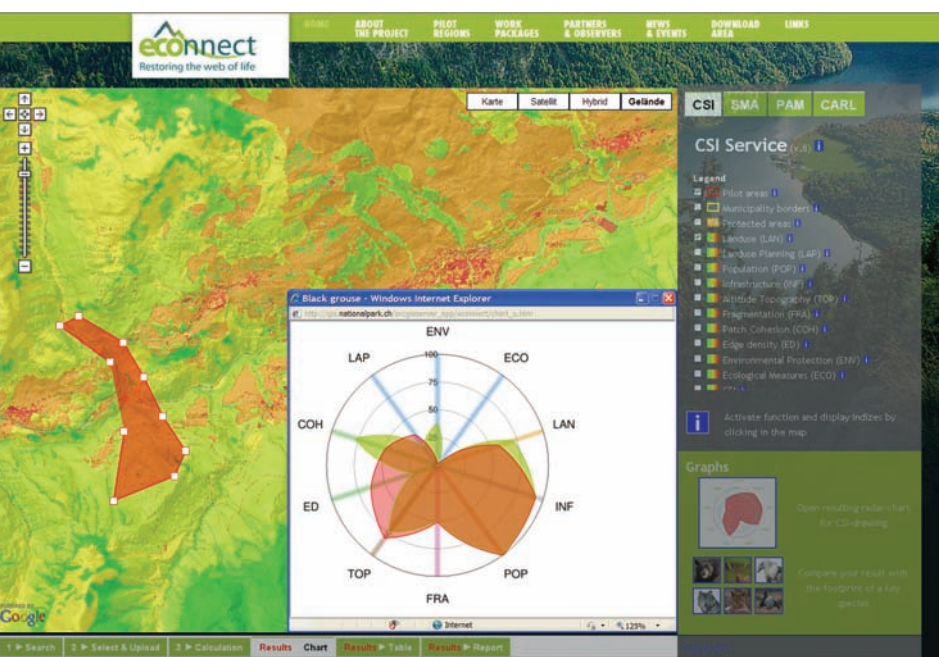 HOME
ABOUT THE PROJECT
PILOT REGIONS
WORK PACKAGES
PARTNERS & OBSERVERS
NEWS & EVENTS
DOWNLOAD AREA
LINKS
econnect
Restoring the web of life
Karte Satellit Hybrid Gelände
CSI SMA PAM CARL
CSI Service (v.8)
Legend
Pilot areas
Municipality borders
Protected areas
Landuse (LAN)
Landuse Planning (LAP)
Population (POP)
Infrastructure (INF)
Altitude Topography (TOP)
Fragmentation (FRA)
Patch Cohesion (COH)
Edge density (ED)
Environmental Protection (ENV)
Ecological Measures (ECO)
Activate function and display indizes by
clicking in the map
Black grouse - Windows Internet Explorer
ENV
LAP ECO
100
75
50
COH LAN
ED INF
TOP POP
FRA
Internet 125%
Graphs
Open resulting radar chart
for CSI-drawing
Compare your result with
the footprint of a key
species
POWERED BY
Google
1 Search 2 Select & Upload 3 Calculation Results Chart Results Table Results Report